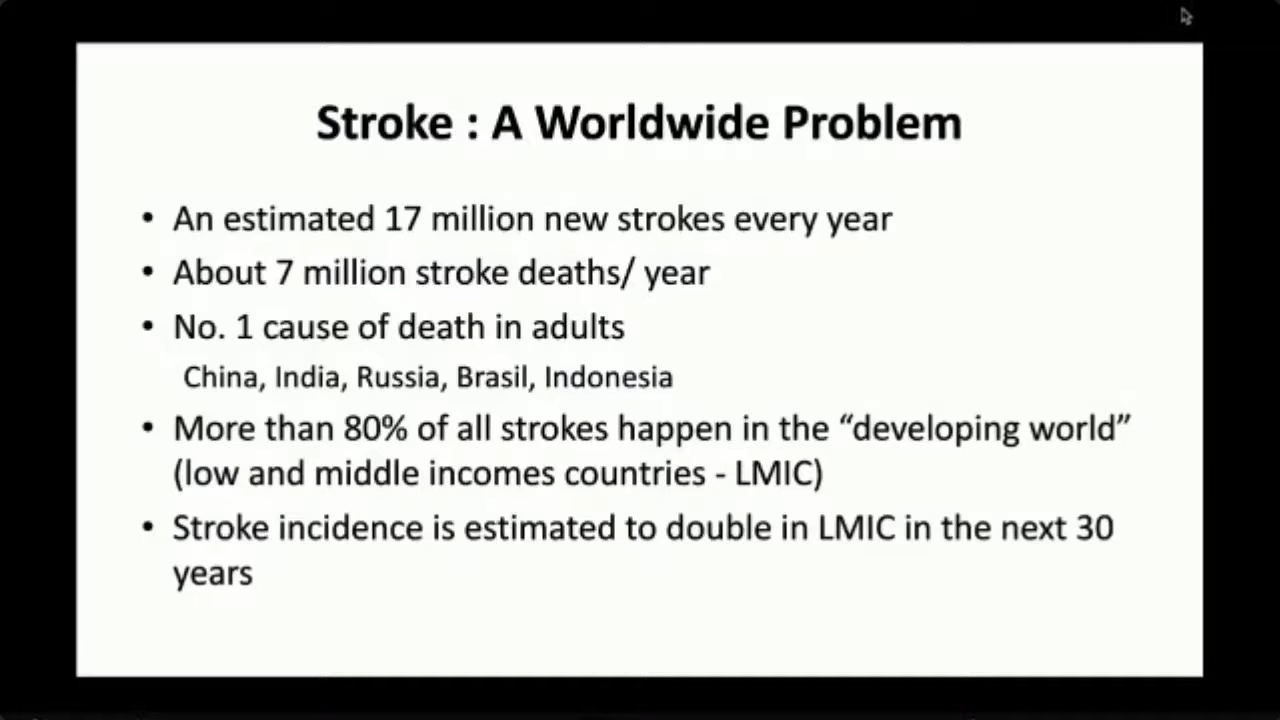 Stroke : A Worldwide Problem
• An estimated 17 million new strokes every year
• About 7 million stroke deaths/ year
• No. 1 cause of death in adults
China, India, Russia, Brasil, Indonesia
• More than 80% of all strokes happen in the “developing world”
(low and middle incomes countries - LMIC)
• Stroke incidence is estimated to double in LMIC in the next 30
years